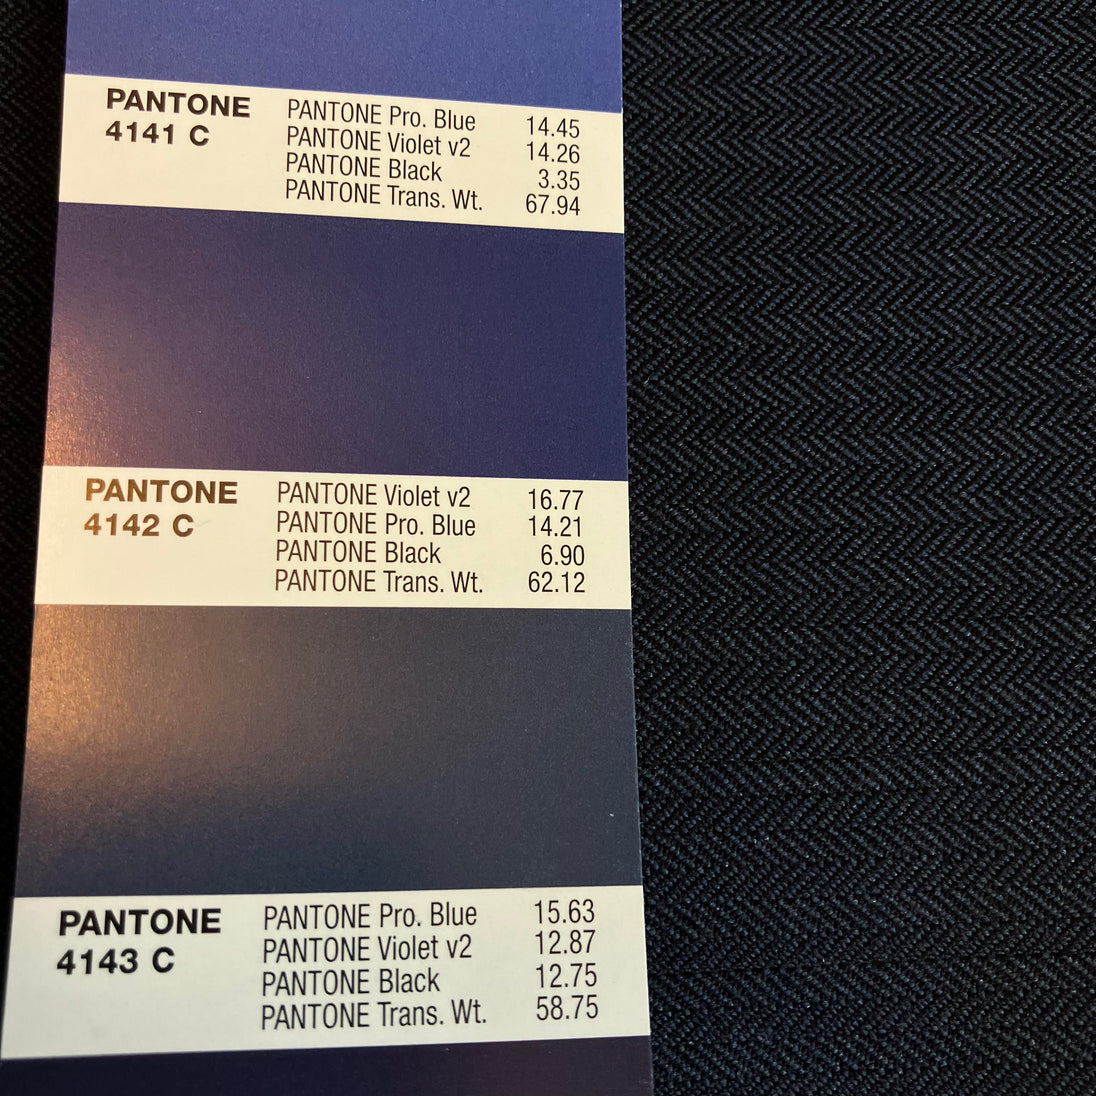 PANTONE 4141 C
PANTONE Pro. Blue 14.45
PANTONE Violet v2 14.26
PANTONE Black 3.35
PANTONE Trans. Wt. 67.94
PANTONE 4142 C
PANTONE Violet v2 16.77
PANTONE Pro. Blue 14.21
PANTONE Black 6.90
PANTONE Trans. Wt. 62.12
PANTONE 4143 C
PANTONE Pro. Blue 15.63
PANTONE Violet v2 12.87
PANTONE Black 12.75
PANTONE Trans. Wt. 58.75